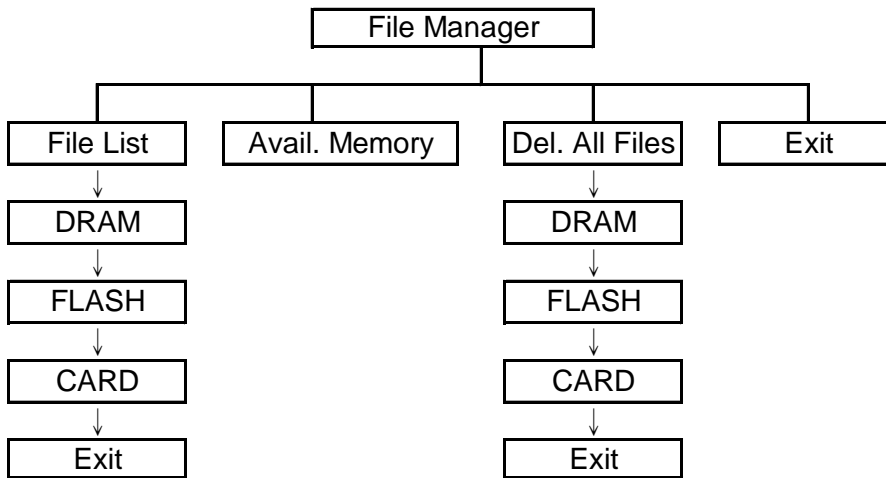 File Manager
File List
Avail. Memory
Del. All Files
Exit
DRAM
DRAM
FLASH
FLASH
CARD
CARD
Exit
Exit